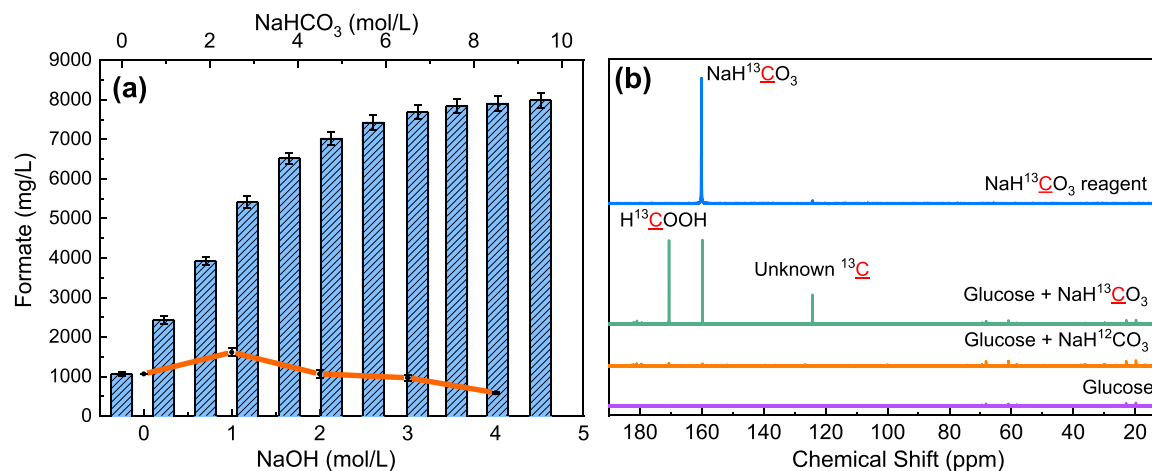 NaHCO₃ (mol/L)
0 2 4 6 8 10
(a)
9000
8000
7000
6000
5000
4000
3000
2000
1000
0
Formate (mg/L)
0 1 2 3 4 5
NaOH (mol/L)
(b)
NaH¹³CO₃
NaH¹³CO₃ reagent
H¹³COOH
Unknown ¹³C
Glucose + NaH¹³CO₃
Glucose + NaH¹²CO₃
Glucose
180 160 140 120 100 80 60 40 20
Chemical Shift (ppm)